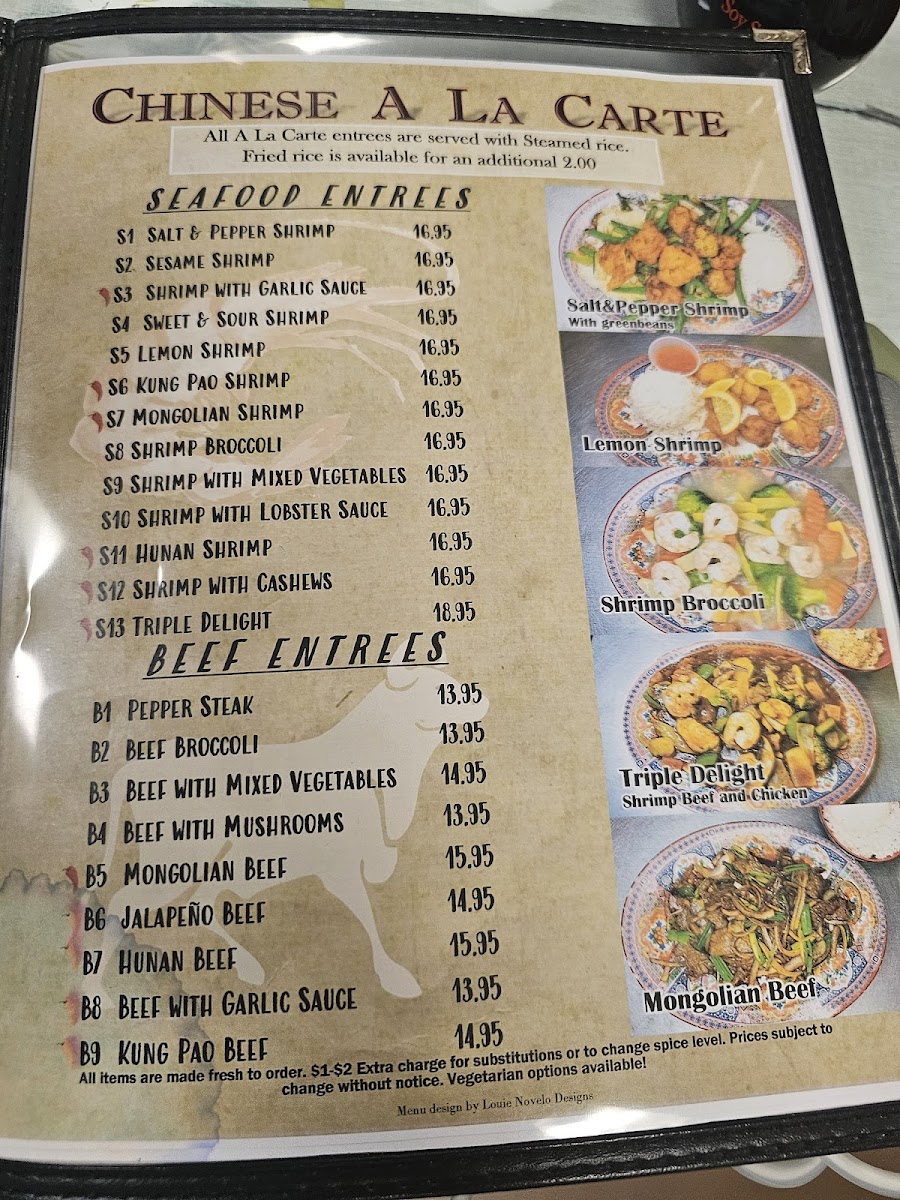 Soy
CHINESE A LA CARTE
All A La Carte entrees are served with Steamed rice.
Fried rice is available for an additional 2.00
SEAFOOD ENTREES
S1 SALT & PEPPER SHRIMP 16.95
S2 SESAME SHRIMP 16.95
S3 SHRIMP WITH GARLIC SAUCE 16.95
S4 SWEET & SOUR SHRIMP 16.95
S5 LEMON SHRIMP 16.95
S6 KUNG PAO SHRIMP 16.95
S7 MONGOLIAN SHRIMP 16.95
S8 SHRIMP BROCCOLI 16.95
S9 SHRIMP WITH MIXED VEGETABLES 16.95
S10 SHRIMP WITH LOBSTER SAUCE 16.95
S11 HUNAN SHRIMP 16.95
S12 SHRIMP WITH CASHEWS 16.95
S13 TRIPLE DELIGHT 18.95
BEEF ENTREES
B1 PEPPER STEAK 13.95
B2 BEEF BROCCOLI 13.95
B3 BEEF WITH MIXED VEGETABLES 14.95
B4 BEEF WITH MUSHROOMS 13.95
B5 MONGOLIAN BEEF 15.95
B6 JALAPEÑO BEEF 14.95
B7 HUNAN BEEF 15.95
B8 BEEF WITH GARLIC SAUCE 13.95
B9 KUNG PAO BEEF 14.95
Salt&Pepper Shrimp
With greenbeans
Lemon Shrimp
Shrimp Broccoli
Triple Delight
Shrimp Beef and Chicken
Mongolian Beef
All items are made fresh to order. $1-$2 Extra charge for substitutions or to change spice level. Prices subject to
change without notice. Vegetarian options available!
Menu design by Louie Novelo Designs